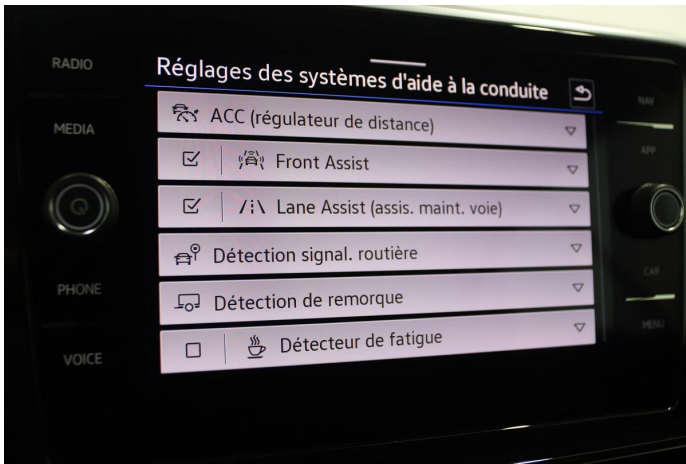 RADIO
MEDIA
PHONE
VOICE
Réglages des systèmes d'aide à la conduite
ACC (régulateur de distance)
Front Assist
Lane Assist (assis. maint. voie)
Détection signal. routière
Détection de remorque
Détecteur de fatigue
NAV
APP
CAR
MENU